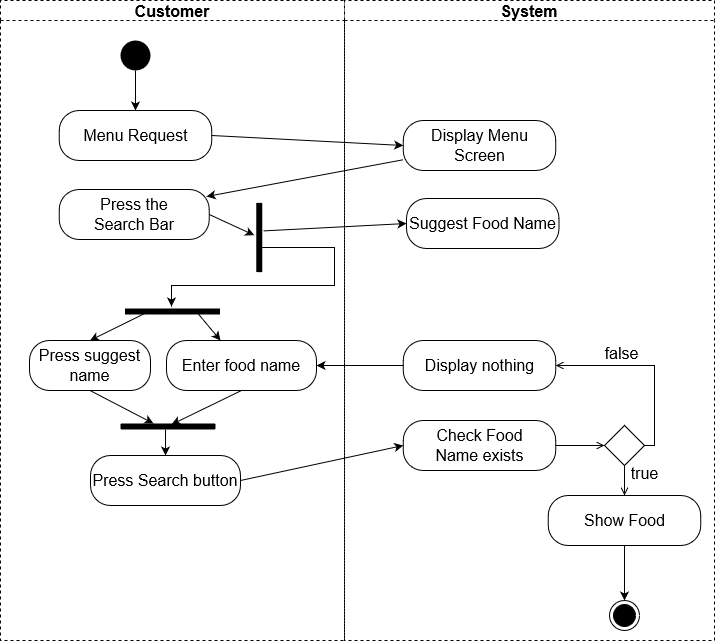 Customer
System
Menu Request
Display Menu
Screen
Press the
Search Bar
Suggest Food Name
Press suggest
name
Enter food name
Display nothing
false
Check Food
Name exists
true
Press Search button
Show Food